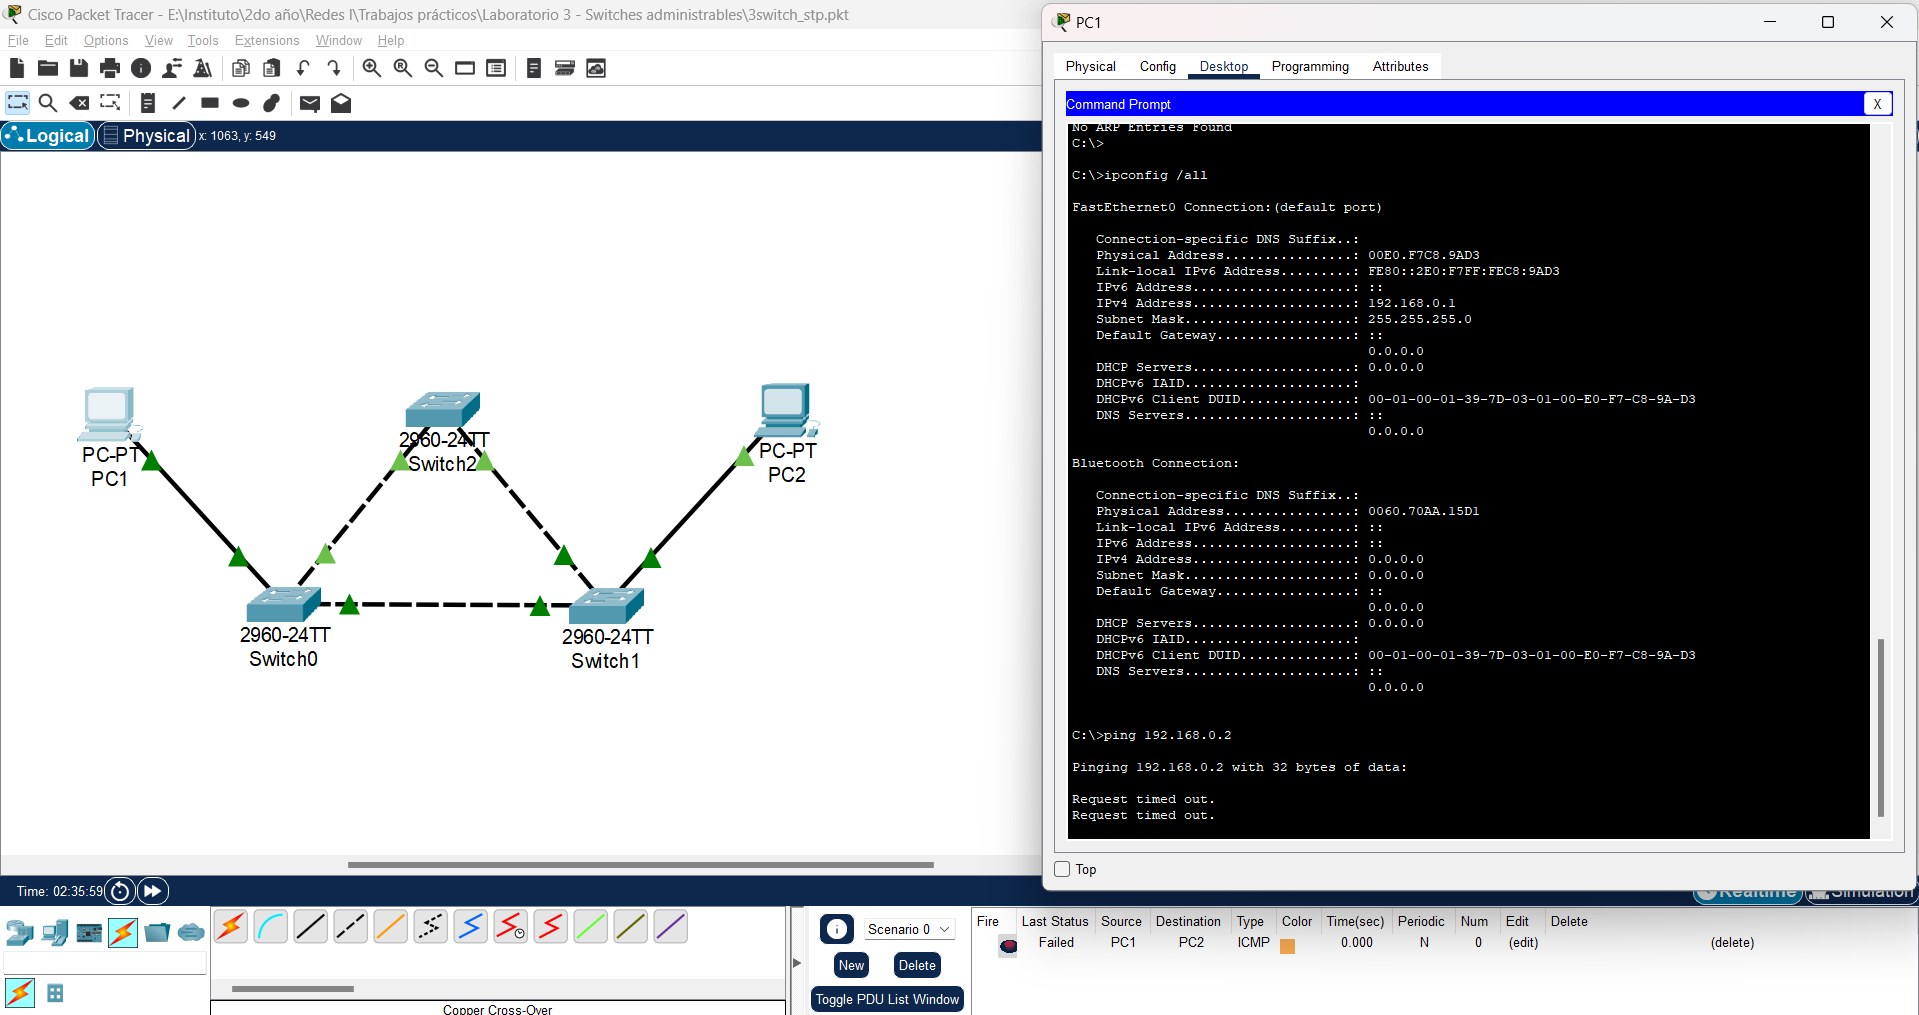 Cisco Packet Tracer - E:\Instituto\2do año\Redes I\Trabajos prácticos\Laboratorio 3 - Switches administrables\3switch_stp.pkt
File Edit Options View Tools Extensions Window Help
Logical Physical x: 1063, y: 549
PC-PT
PC1
2960-24TT
Switch2
PC-PT
PC2
2960-24TT
Switch0
2960-24TT
Switch1
Time: 02:35:59
Realtime Simulation
Copper Cross-Over
Scenario 0
New Delete
Toggle PDU List Window
Fire Last Status Source Destination Type Color Time(sec) Periodic Num Edit Delete
Failed PC1 PC2 ICMP 0.000 N 0 (edit) (delete)
PC1
Physical Config Desktop Programming Attributes
Command Prompt X
No ARP Entries Found
C:\>
C:\>ipconfig /all
FastEthernet0 Connection:(default port)
Connection-specific DNS Suffix..:
Physical Address................: 00E0.F7C8.9AD3
Link-local IPv6 Address.........: FE80::2E0:F7FF:FEC8:9AD3
IPv6 Address....................: ::
IPv4 Address....................: 192.168.0.1
Subnet Mask.....................: 255.255.255.0
Default Gateway.................: ::
0.0.0.0
DHCP Servers....................: 0.0.0.0
DHCPv6 IAID.....................:
DHCPv6 Client DUID..............: 00-01-00-01-39-7D-03-01-00-E0-F7-C8-9A-D3
DNS Servers.....................: ::
0.0.0.0
Bluetooth Connection:
Connection-specific DNS Suffix..:
Physical Address................: 0060.70AA.15D1
Link-local IPv6 Address.........: ::
IPv6 Address....................: ::
IPv4 Address....................: 0.0.0.0
Subnet Mask.....................: 0.0.0.0
Default Gateway.................: ::
0.0.0.0
DHCP Servers....................: 0.0.0.0
DHCPv6 IAID.....................:
DHCPv6 Client DUID..............: 00-01-00-01-39-7D-03-01-00-E0-F7-C8-9A-D3
DNS Servers.....................: ::
0.0.0.0
C:\>ping 192.168.0.2
Pinging 192.168.0.2 with 32 bytes of data:
Request timed out.
Request timed out.
Top